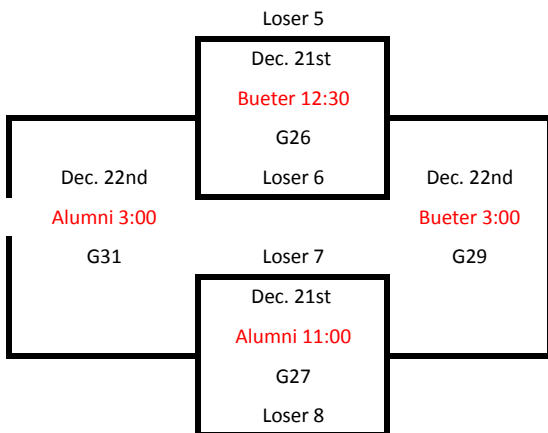 Loser 5
Dec. 21st
Bueter 12:30
G26
Loser 6
Dec. 22nd
Alumni 3:00
G31
Dec. 22nd
Bueter 3:00
G29
Loser 7
Dec. 21st
Alumni 11:00
G27
Loser 8